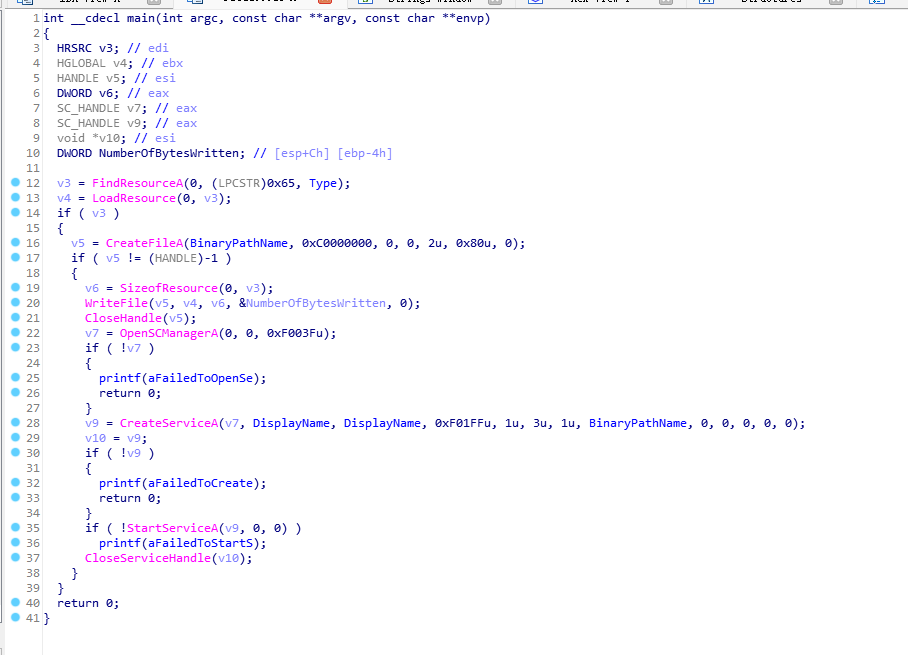 1 int __cdecl main(int argc, const char **argv, const char **envp)
2 {
3   HRSRC v3; // edi
4   HGLOBAL v4; // ebx
5   HANDLE v5; // esi
6   DWORD v6; // eax
7   SC_HANDLE v7; // eax
8   SC_HANDLE v9; // eax
9   void *v10; // esi
10   DWORD NumberOfBytesWritten; // [esp+Ch] [ebp-4h]
11
12   v3 = FindResourceA(0, (LPCSTR)0x65, Type);
13   v4 = LoadResource(0, v3);
14   if ( v3 )
15   {
16     v5 = CreateFileA(BinaryPathName, 0xC0000000, 0, 0, 2u, 0x80u, 0);
17     if ( v5 != (HANDLE)-1 )
18     {
19       v6 = SizeofResource(0, v3);
20       WriteFile(v5, v4, v6, &NumberOfBytesWritten, 0);
21       CloseHandle(v5);
22       v7 = OpenSCManagerA(0, 0, 0xF003Fu);
23       if ( !v7 )
24       {
25         printf(aFailedToOpenSe);
26         return 0;
27       }
28       v9 = CreateServiceA(v7, DisplayName, DisplayName, 0xF01FFu, 1u, 3u, 1u, BinaryPathName, 0, 0, 0, 0, 0);
29       v10 = v9;
30       if ( !v9 )
31       {
32         printf(aFailedToCreate);
33         return 0;
34       }
35       if ( !StartServiceA(v9, 0, 0) )
36         printf(aFailedToStartS);
37       CloseServiceHandle(v10);
38     }
39   }
40   return 0;
41 }